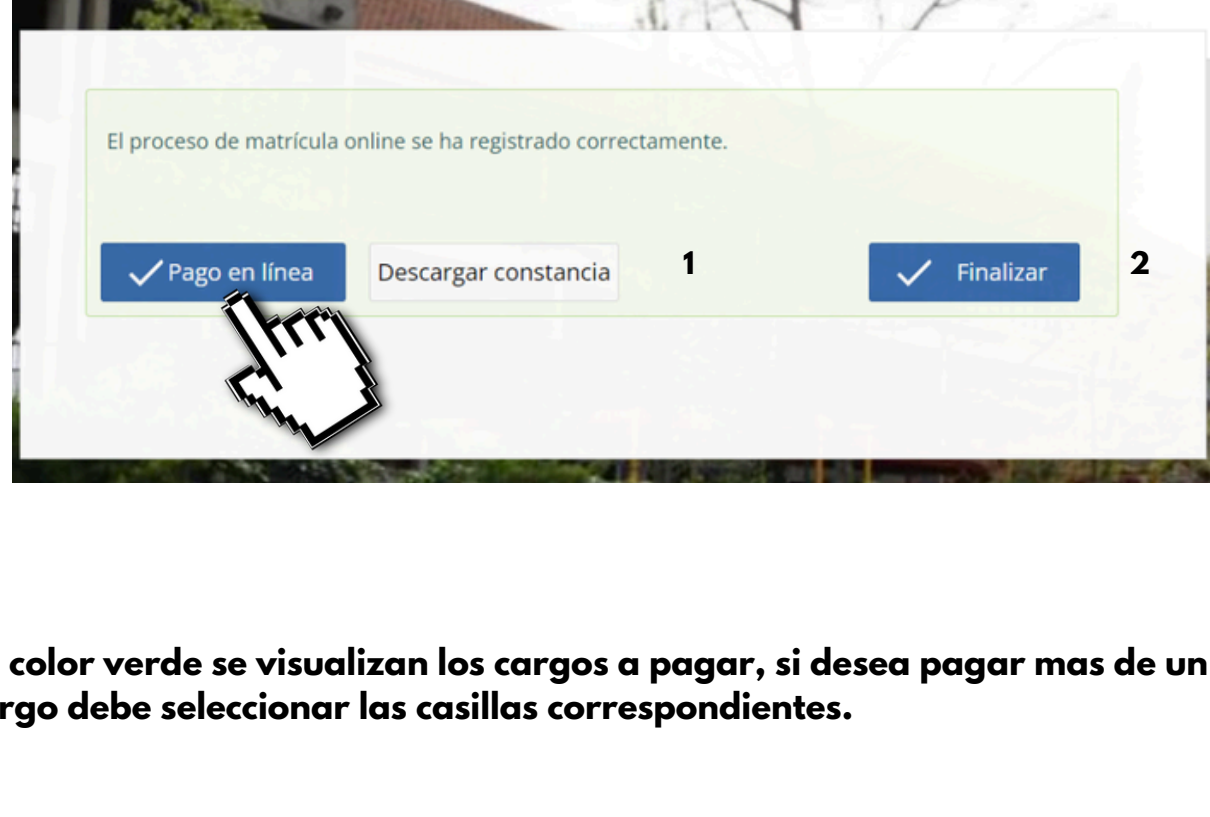 El proceso de matrícula online se ha registrado correctamente.
Pago en línea Descargar constancia 1 Finalizar 2
color verde se visualizan los cargos a pagar, si desea pagar mas de un
rgo debe seleccionar las casillas correspondientes.